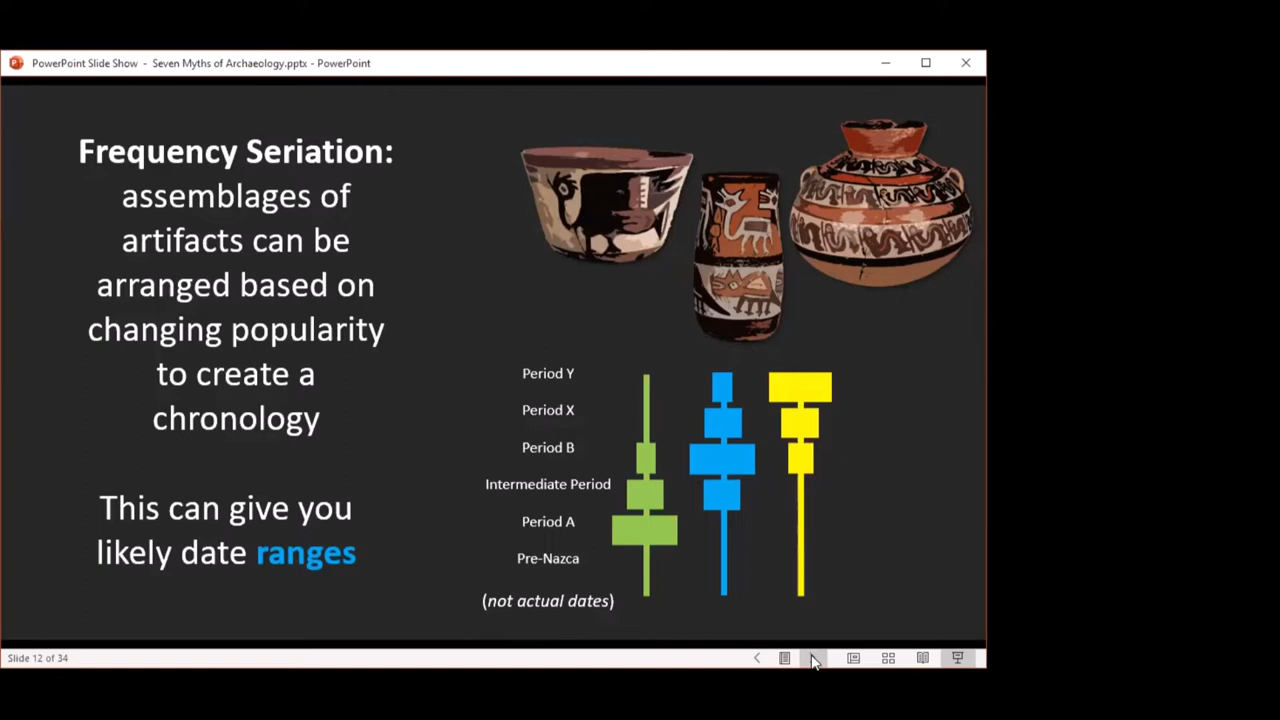 PowerPoint Slide Show - Seven Myths of Archaeology.pptx - PowerPoint
Frequency Seriation:
assemblages of
artifacts can be
arranged based on
changing popularity
to create a
chronology
This can give you
likely date ranges
Period Y
Period X
Period B
Intermediate Period
Period A
Pre-Nazca
(not actual dates)
Slide 12 of 34